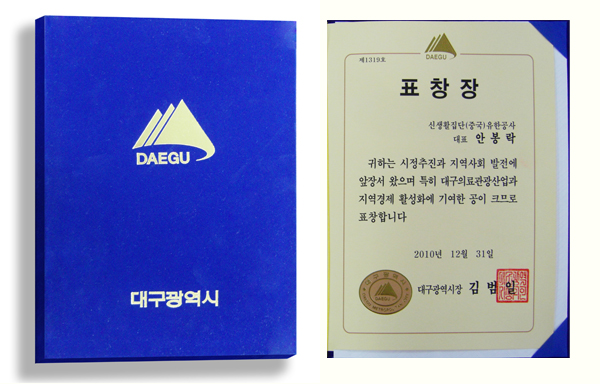 DAEGU
대구광역시
DAEGU
제1319호
표창장
신생활집단(중국)유한공사
대표 안봉락
귀하는 시정추진과 지역사회 발전에
앞장서 왔으며 특히 대구의료관광산업과
지역경제 활성화에 기여한 공이 크므로
표창합니다
2010년 12월 31일
대구광역시장 김범일
DAEGU